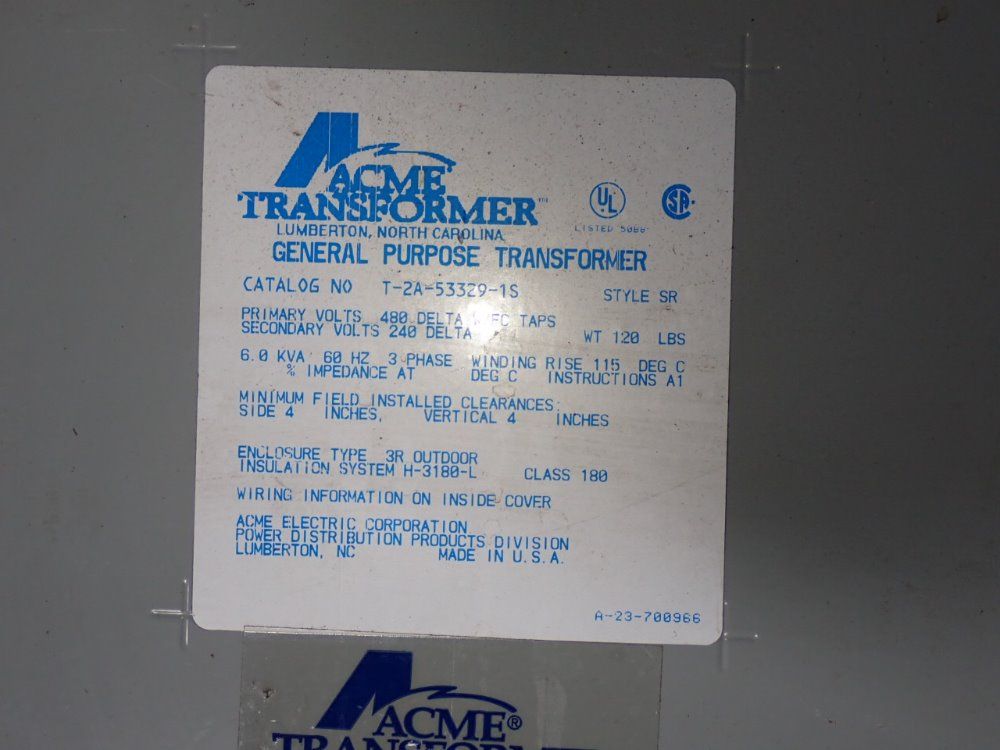 ACME
TRANSFORMER™
LUMBERTON, NORTH CAROLINA
UL
LISTED
SA
GENERAL PURPOSE TRANSFORMER
CATALOG NO T-2A-53329-1S STYLE SR
PRIMARY VOLTS 480 DELTA FC TAPS
SECONDARY VOLTS 240 DELTA WT 120 LBS
6.0 KVA 60 HZ 3 PHASE WINDING RISE 115 DEG C
% IMPEDANCE AT DEG C INSTRUCTIONS A1
MINIMUM FIELD INSTALLED CLEARANCES:
SIDE 4 INCHES, VERTICAL 4 INCHES
ENCLOSURE TYPE 3R OUTDOOR
INSULATION SYSTEM H-3180-L CLASS 180
WIRING INFORMATION ON INSIDE COVER
ACME ELECTRIC CORPORATION
POWER DISTRIBUTION PRODUCTS DIVISION
LUMBERTON, NC MADE IN U.S.A.
A-23-700966
ACME®
TRANSFORMER